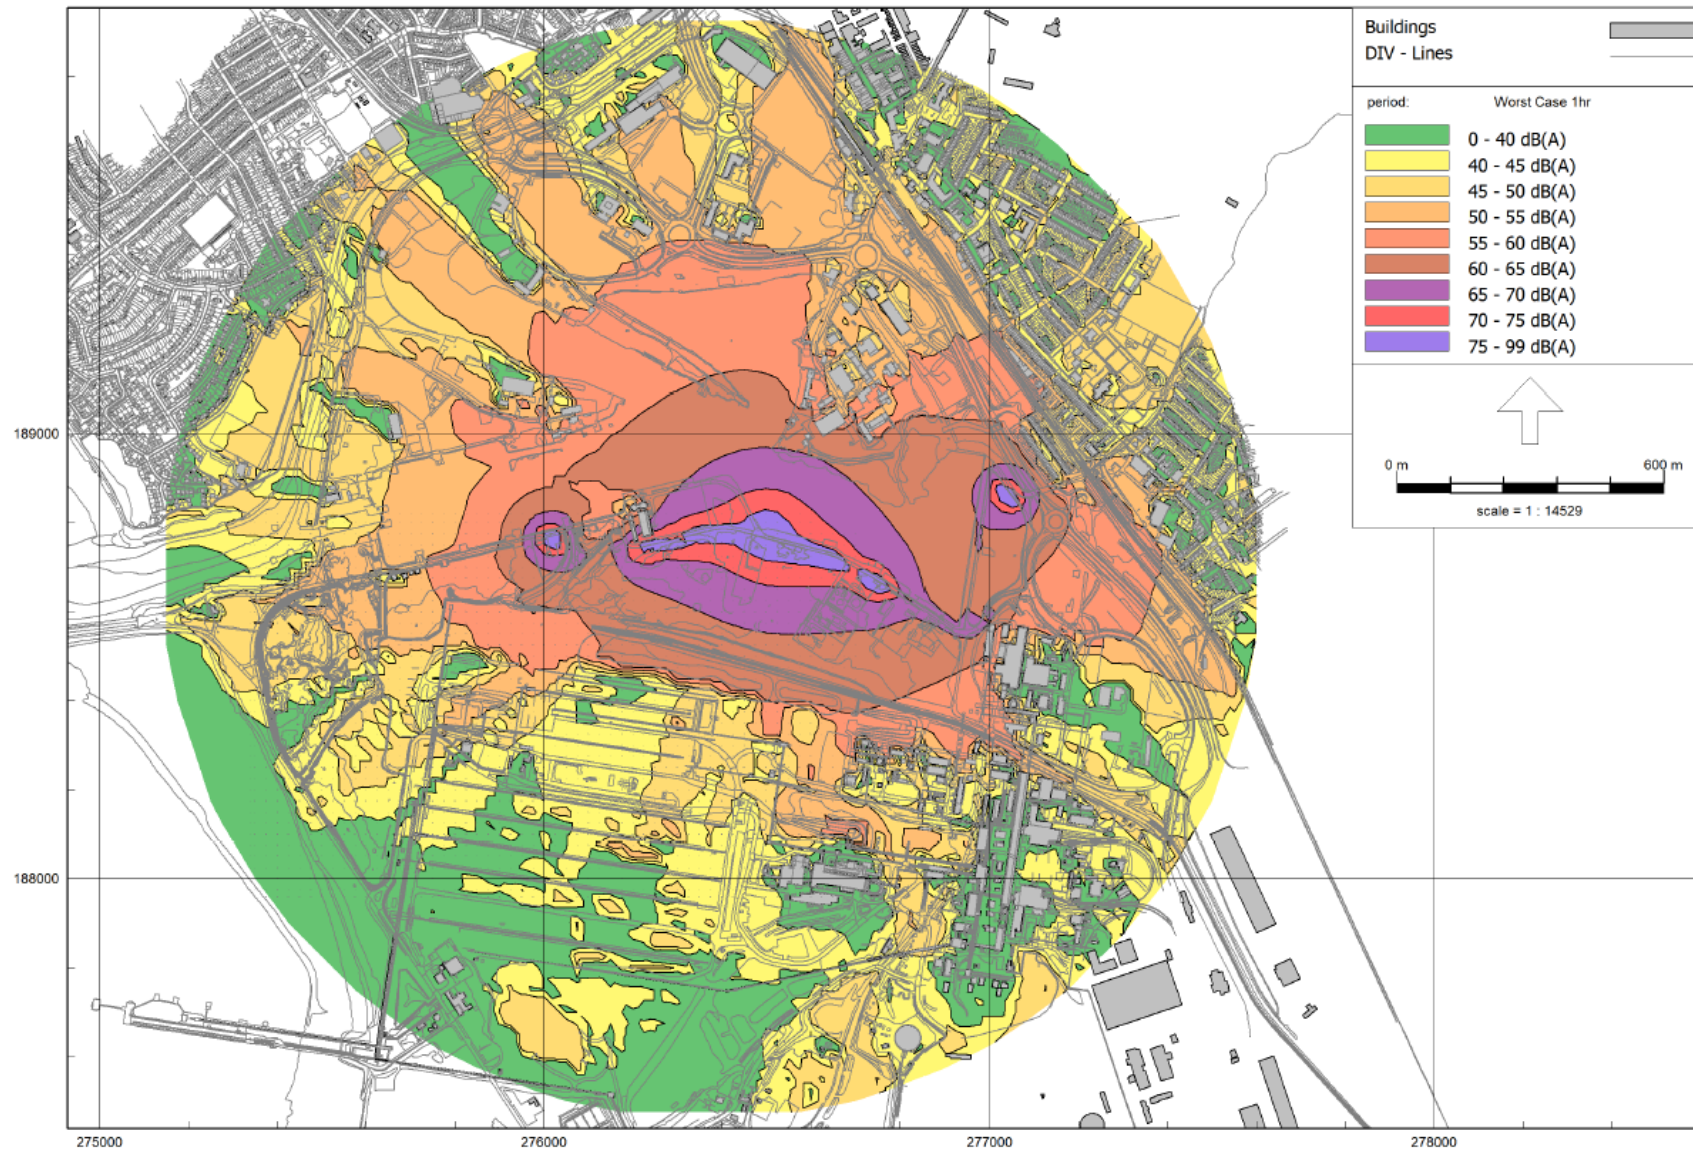 Buildings
DIV - Lines
period: Worst Case 1hr
0 - 40 dB(A)
40 - 45 dB(A)
45 - 50 dB(A)
50 - 55 dB(A)
55 - 60 dB(A)
60 - 65 dB(A)
65 - 70 dB(A)
70 - 75 dB(A)
75 - 99 dB(A)
0 m 600 m
scale = 1 : 14529
189000
188000
275000 276000 277000 278000